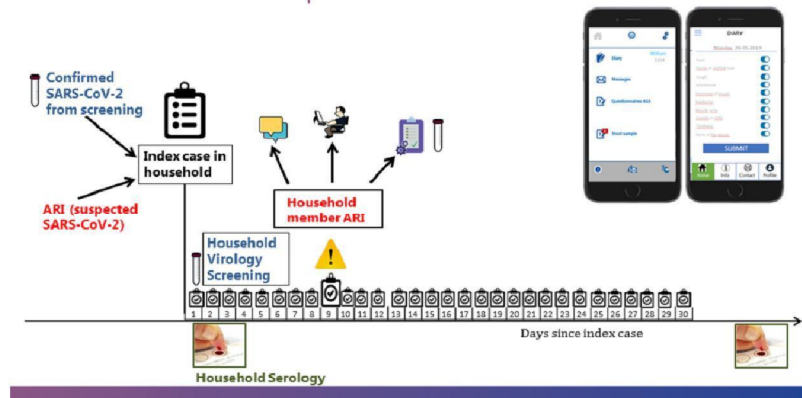 Confirmed
SARS-CoV-2
from screening
Index case in
household
ARI (suspected
SARS-CoV-2)
Household
member ARI
Household
Virology
Screening
1 2 3 4 5 6 7 8 9 10 11 12 13 14 15 16 17 18 19 20 21 22 23 24 25 26 27 28 29 30
Days since index case
Household Serology
Diary
Messages
DIARY
SUBMIT
Home Info Contact Profile